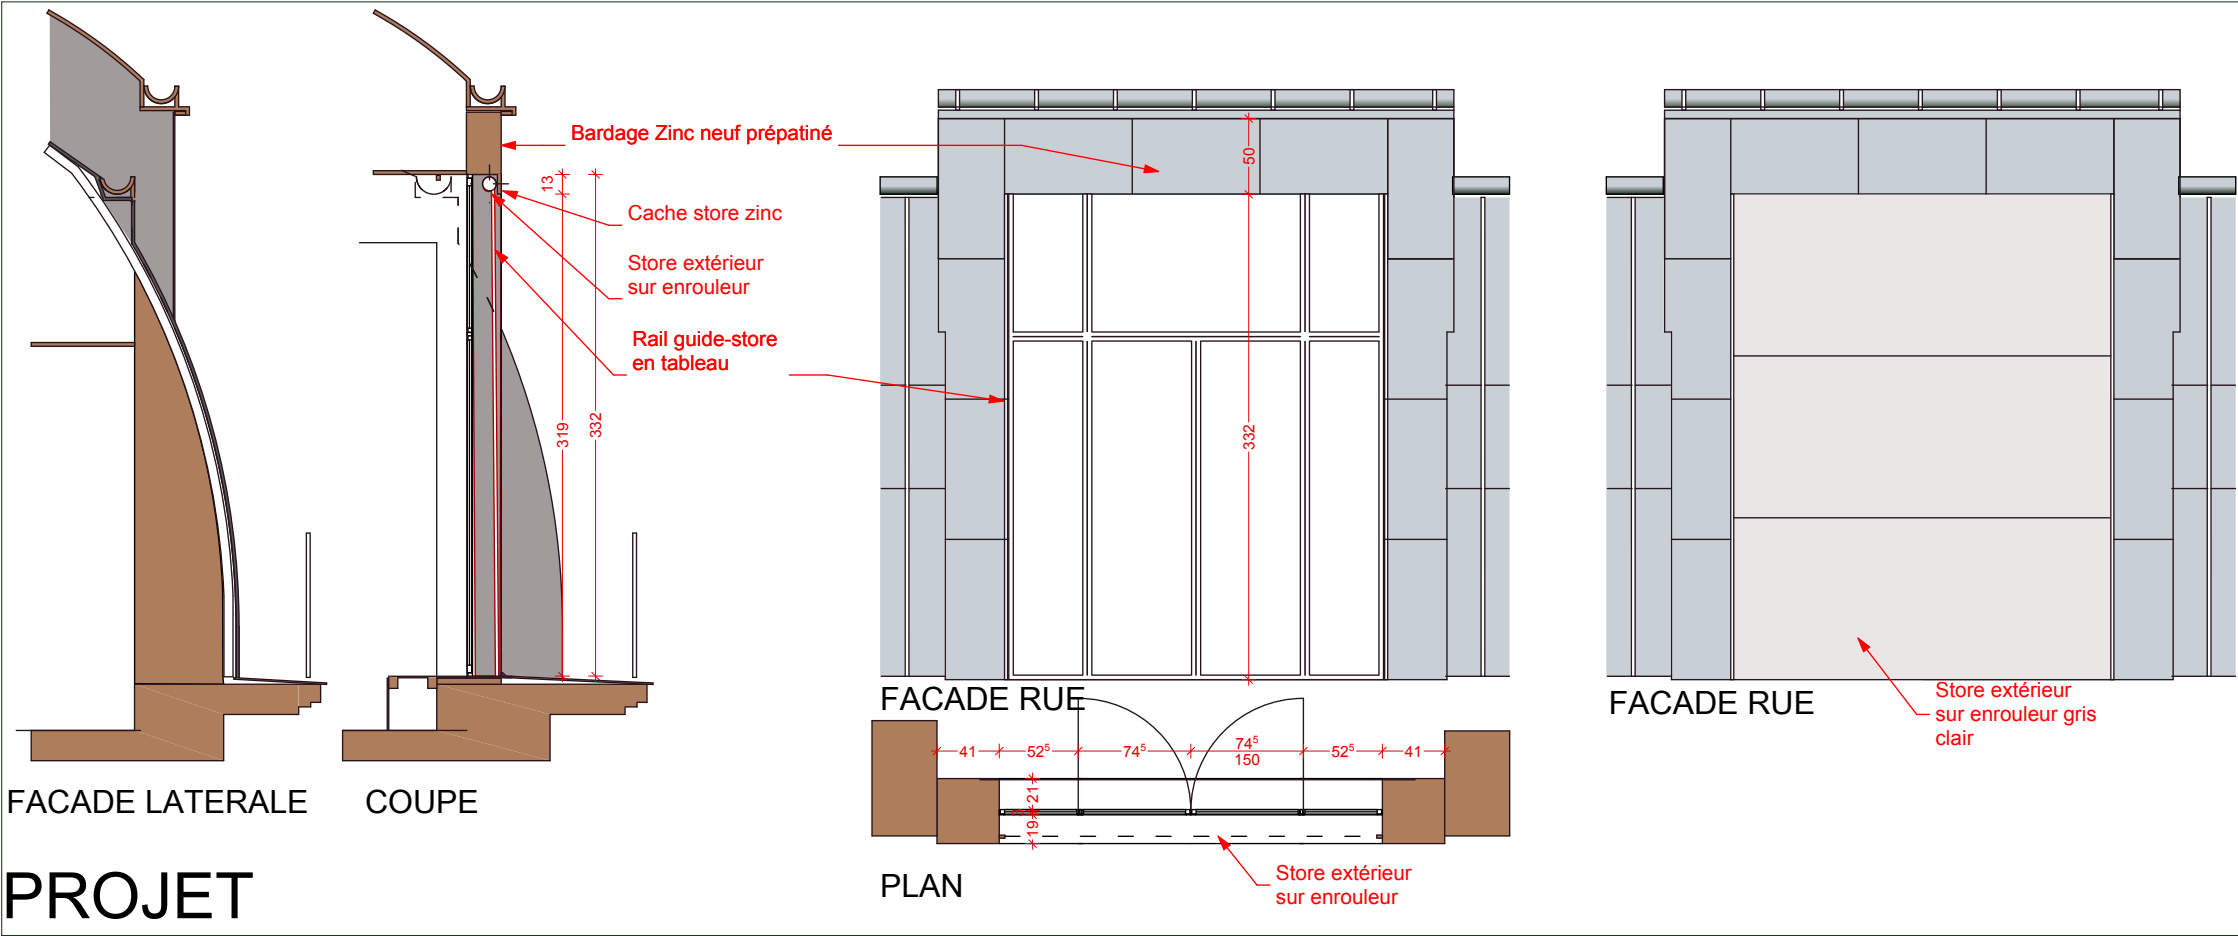 Bardage Zinc neuf prépatiné
Cache store zinc
Store extérieur
sur enrouleur
Rail guide-store
en tableau
13
319
332
50
332
FACADE RUE
FACADE RUE
Store extérieur
sur enrouleur gris
clair
41
52⁵
74⁵
74⁵
150
52⁵
41
21
19
Store extérieur
sur enrouleur
FACADE LATERALE
COUPE
PLAN
PROJET